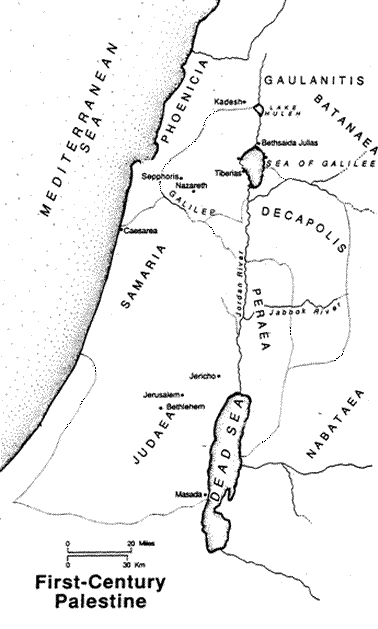 MEDITERRANEAN
SEA
PHOENICIA
GAULANITIS
Kadesh
LAKE
HULEH
BATANAEA
Bethsaida Julias
SEA OF GALILEE
Tiberias
Sepphoris
Nazareth
GALILEE
DECAPOLIS
Caesarea
SAMARIA
Jordan River
PERAEA
Jabbok River
Jericho
Jerusalem
Bethlehem
JUDAEA
NABATAEA
DEAD SEA
Masada
0 20 Miles
0 30 Km
First-Century
Palestine